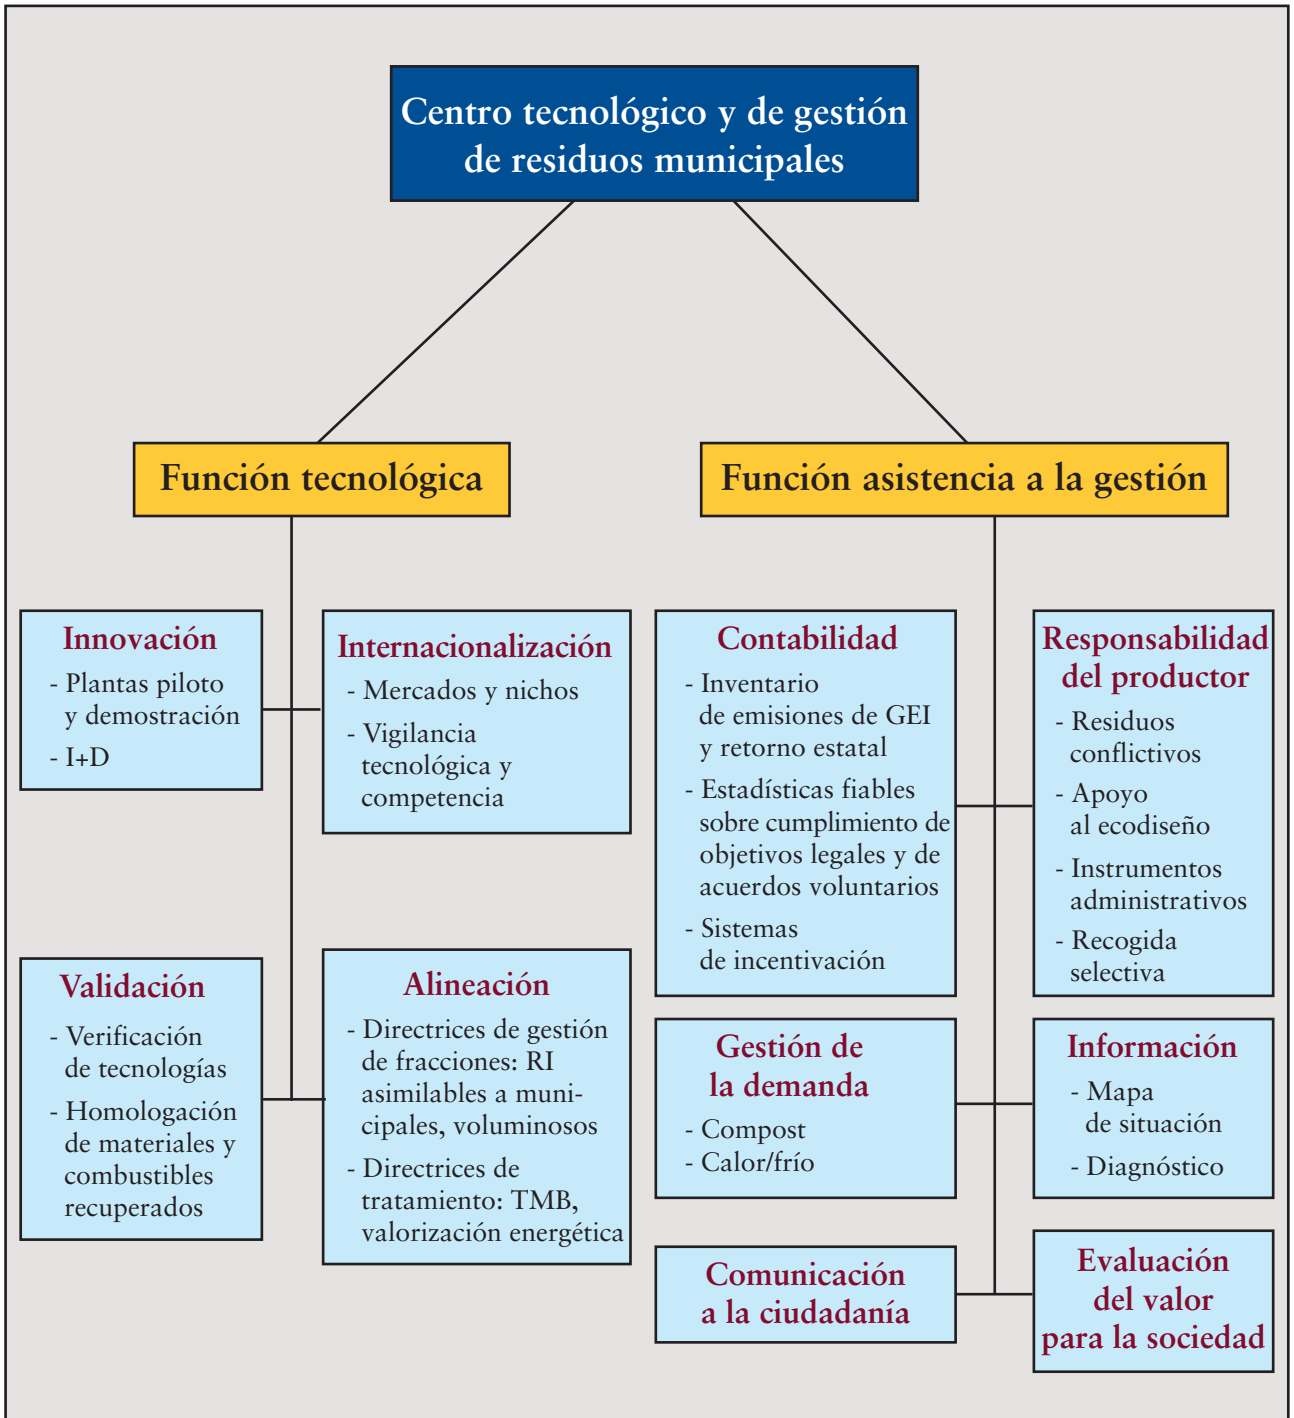 Centro tecnológico y de gestión
de residuos municipales
Función tecnológica
Función asistencia a la gestión
Innovación
- Plantas piloto
y demostración
- I+D
Internacionalización
- Mercados y nichos
- Vigilancia
tecnológica y
competencia
Validación
- Verificación
de tecnologías
- Homologación
de materiales y
combustibles
recuperados
Alineación
- Directrices de gestión
de fracciones: RI
asimilables a muni-
cipales, voluminosos
- Directrices de
tratamiento: TMB,
valorización energética
Contabilidad
- Inventario
de emisiones de GEI
y retorno estatal
- Estadísticas fiables
sobre cumplimiento de
objetivos legales y de
acuerdos voluntarios
- Sistemas
de incentivación
Responsabilidad
del productor
- Residuos
conflictivos
- Apoyo
al ecodiseño
- Instrumentos
administrativos
- Recogida
selectiva
Gestión de
la demanda
- Compost
- Calor/frío
Información
- Mapa
de situación
- Diagnóstico
Comunicación
a la ciudadanía
Evaluación
del valor
para la sociedad